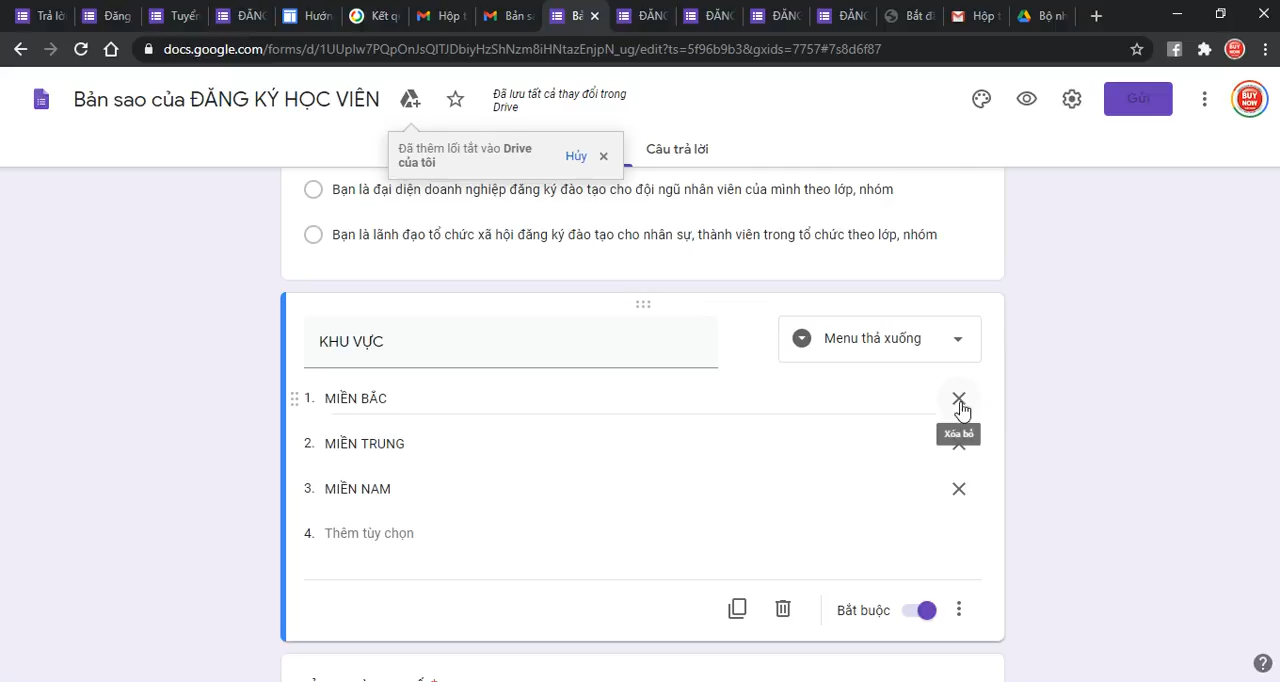 Trả lờ Đăng Tuyể ĐĂNG Hướn Kết q Hộp t Bản s Bả ĐĂNG ĐĂNG ĐĂNG ĐĂNG Bắt đ Hộp t Bộ nh
docs.google.com/forms/d/1UUpIw7PQpOnJsQITJDbiyHzShNzm8iHNtazEnjpN_ug/edit?ts=5f96b9b3&gxids=7757#7s8d6f87
Bản sao của ĐĂNG KÝ HỌC VIÊN
Đã lưu tất cả thay đổi trong
Drive
Gửi
BUY
NOW
Đã thêm lối tắt vào Drive
của tôi
Hủy
Câu trả lời
Bạn là đại diện doanh nghiệp đăng ký đào tạo cho đội ngũ nhân viên của mình theo lớp, nhóm
Bạn là lãnh đạo tổ chức xã hội đăng ký đào tạo cho nhân sự, thành viên trong tổ chức theo lớp, nhóm
KHU VỰC
Menu thả xuống
1. MIỀN BẮC
Xóa bỏ
2. MIỀN TRUNG
3. MIỀN NAM
4. Thêm tùy chọn
Bắt buộc